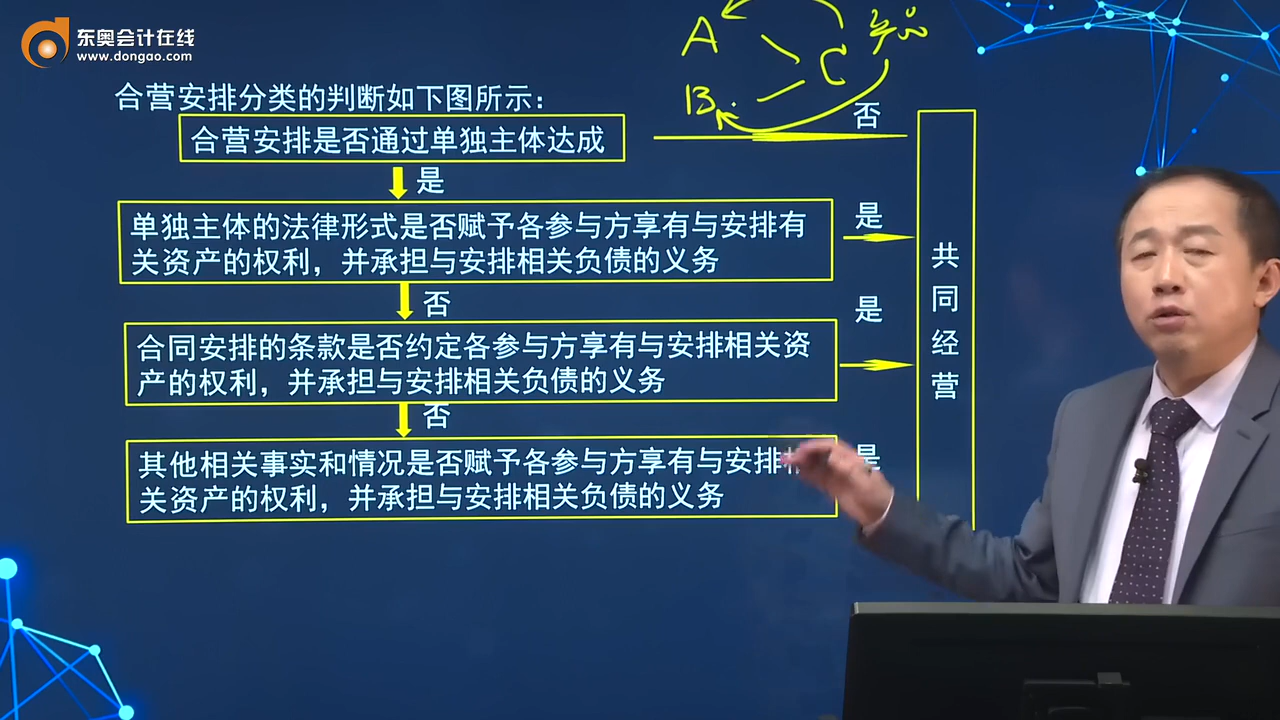 东奥会计在线
www.dongao.com
A
C
产品
B
合营安排分类的判断如下图所示：
合营安排是否通过单独主体达成
否
是
单独主体的法律形式是否赋予各参与方享有与安排有
关资产的权利，并承担与安排相关负债的义务
是
否
合同安排的条款是否约定各参与方享有与安排相关资
产的权利，并承担与安排相关负债的义务
是
否
其他相关事实和情况是否赋予各参与方享有与安排相
关资产的权利，并承担与安排相关负债的义务
是
共
同
经
营